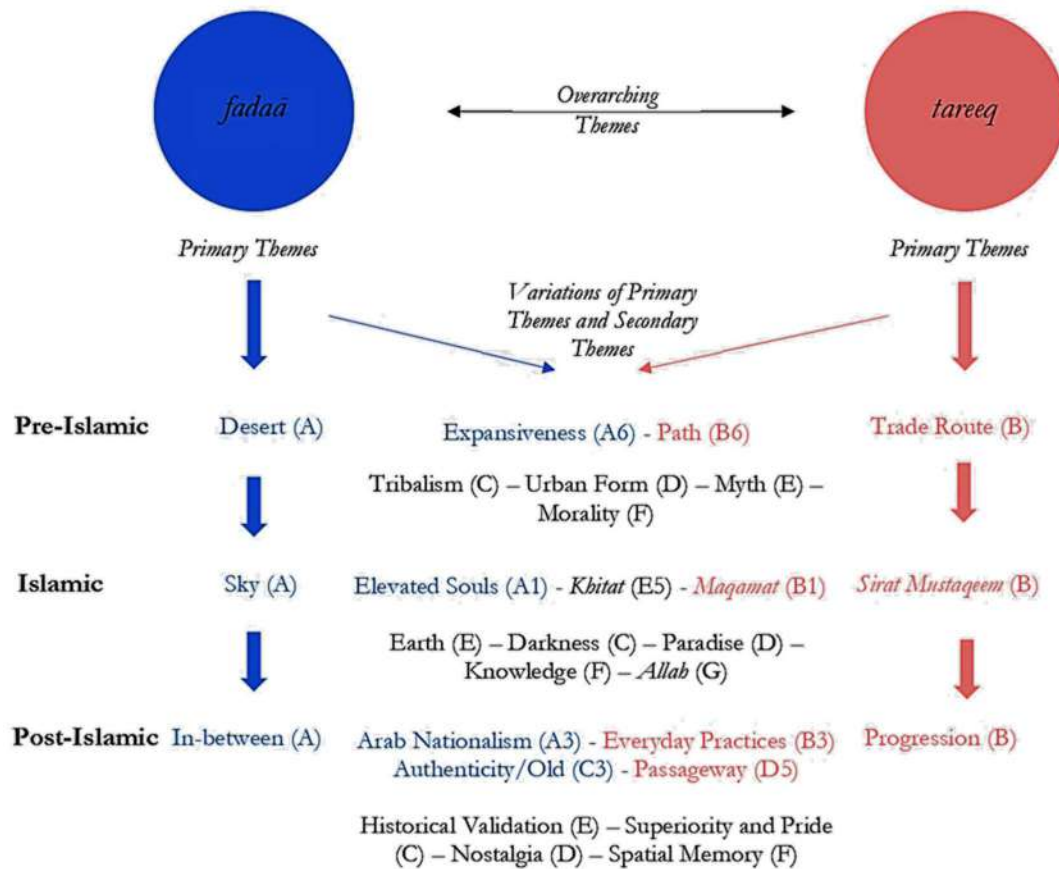 fadaā
Overarching
Themes
tareeq
Primary Themes
Primary Themes
Variations of Primary
Themes and Secondary
Themes
Pre-Islamic Desert (A) Expansiveness (A6) - Path (B6) Trade Route (B)
Tribalism (C) – Urban Form (D) – Myth (E) –
Morality (F)
Islamic Sky (A) Elevated Souls (A1) - Khitat (E5) - Maqamat (B1) Sirat Mustaqeem (B)
Earth (E) – Darkness (C) – Paradise (D) –
Knowledge (F) – Allah (G)
Post-Islamic In-between (A) Arab Nationalism (A3) - Everyday Practices (B3) Progression (B)
Authenticity/Old (C3) - Passageway (D5)
Historical Validation (E) – Superiority and Pride
(C) – Nostalgia (D) – Spatial Memory (F)